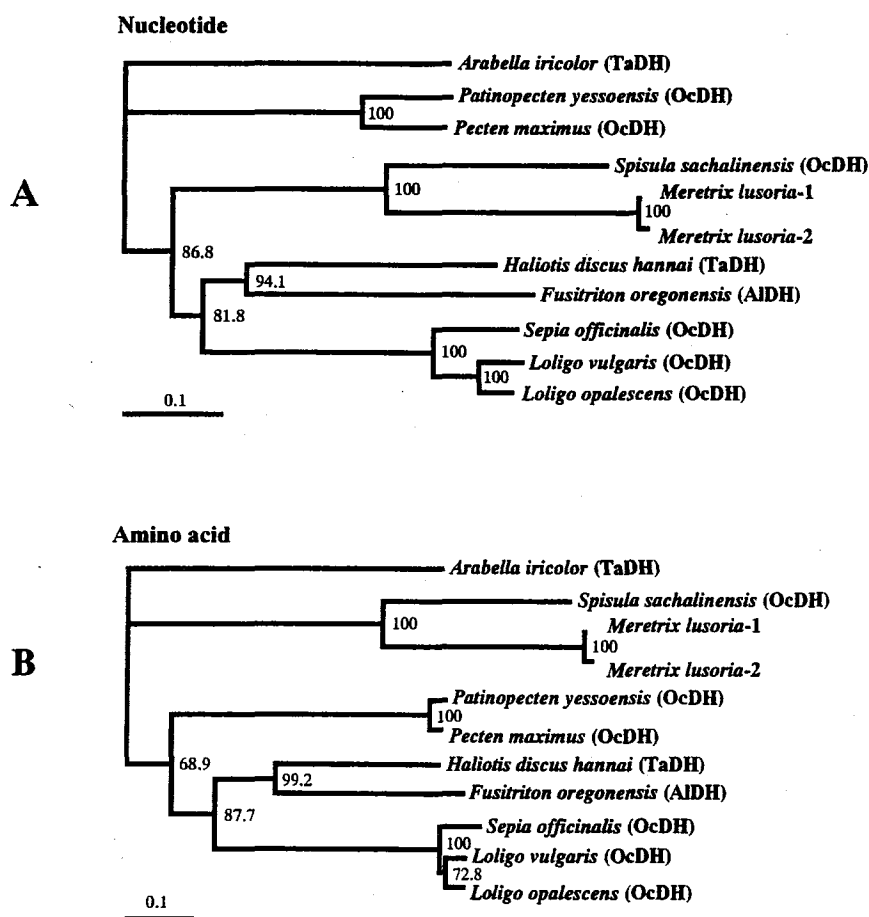 Nucleotide
A
Arabella iricolor (TaDH)
Patinopecten yessoensis (OcDH)
100
Pecten maximus (OcDH)
Spisula sachalinensis (OcDH)
100
Meretrix lusoria-1
100
Meretrix lusoria-2
86.8
Haliotis discus hannai (TaDH)
94.1
Fusitriton oregonensis (AlDH)
81.8
Sepia officinalis (OcDH)
100
Loligo vulgaris (OcDH)
100
Loligo opalescens (OcDH)
0.1
Amino acid
B
Arabella iricolor (TaDH)
Spisula sachalinensis (OcDH)
100
Meretrix lusoria-1
100
Meretrix lusoria-2
Patinopecten yessoensis (OcDH)
100
Pecten maximus (OcDH)
68.9
Haliotis discus hannai (TaDH)
99.2
Fusitriton oregonensis (AlDH)
87.7
Sepia officinalis (OcDH)
100
Loligo vulgaris (OcDH)
72.8
Loligo opalescens (OcDH)
0.1